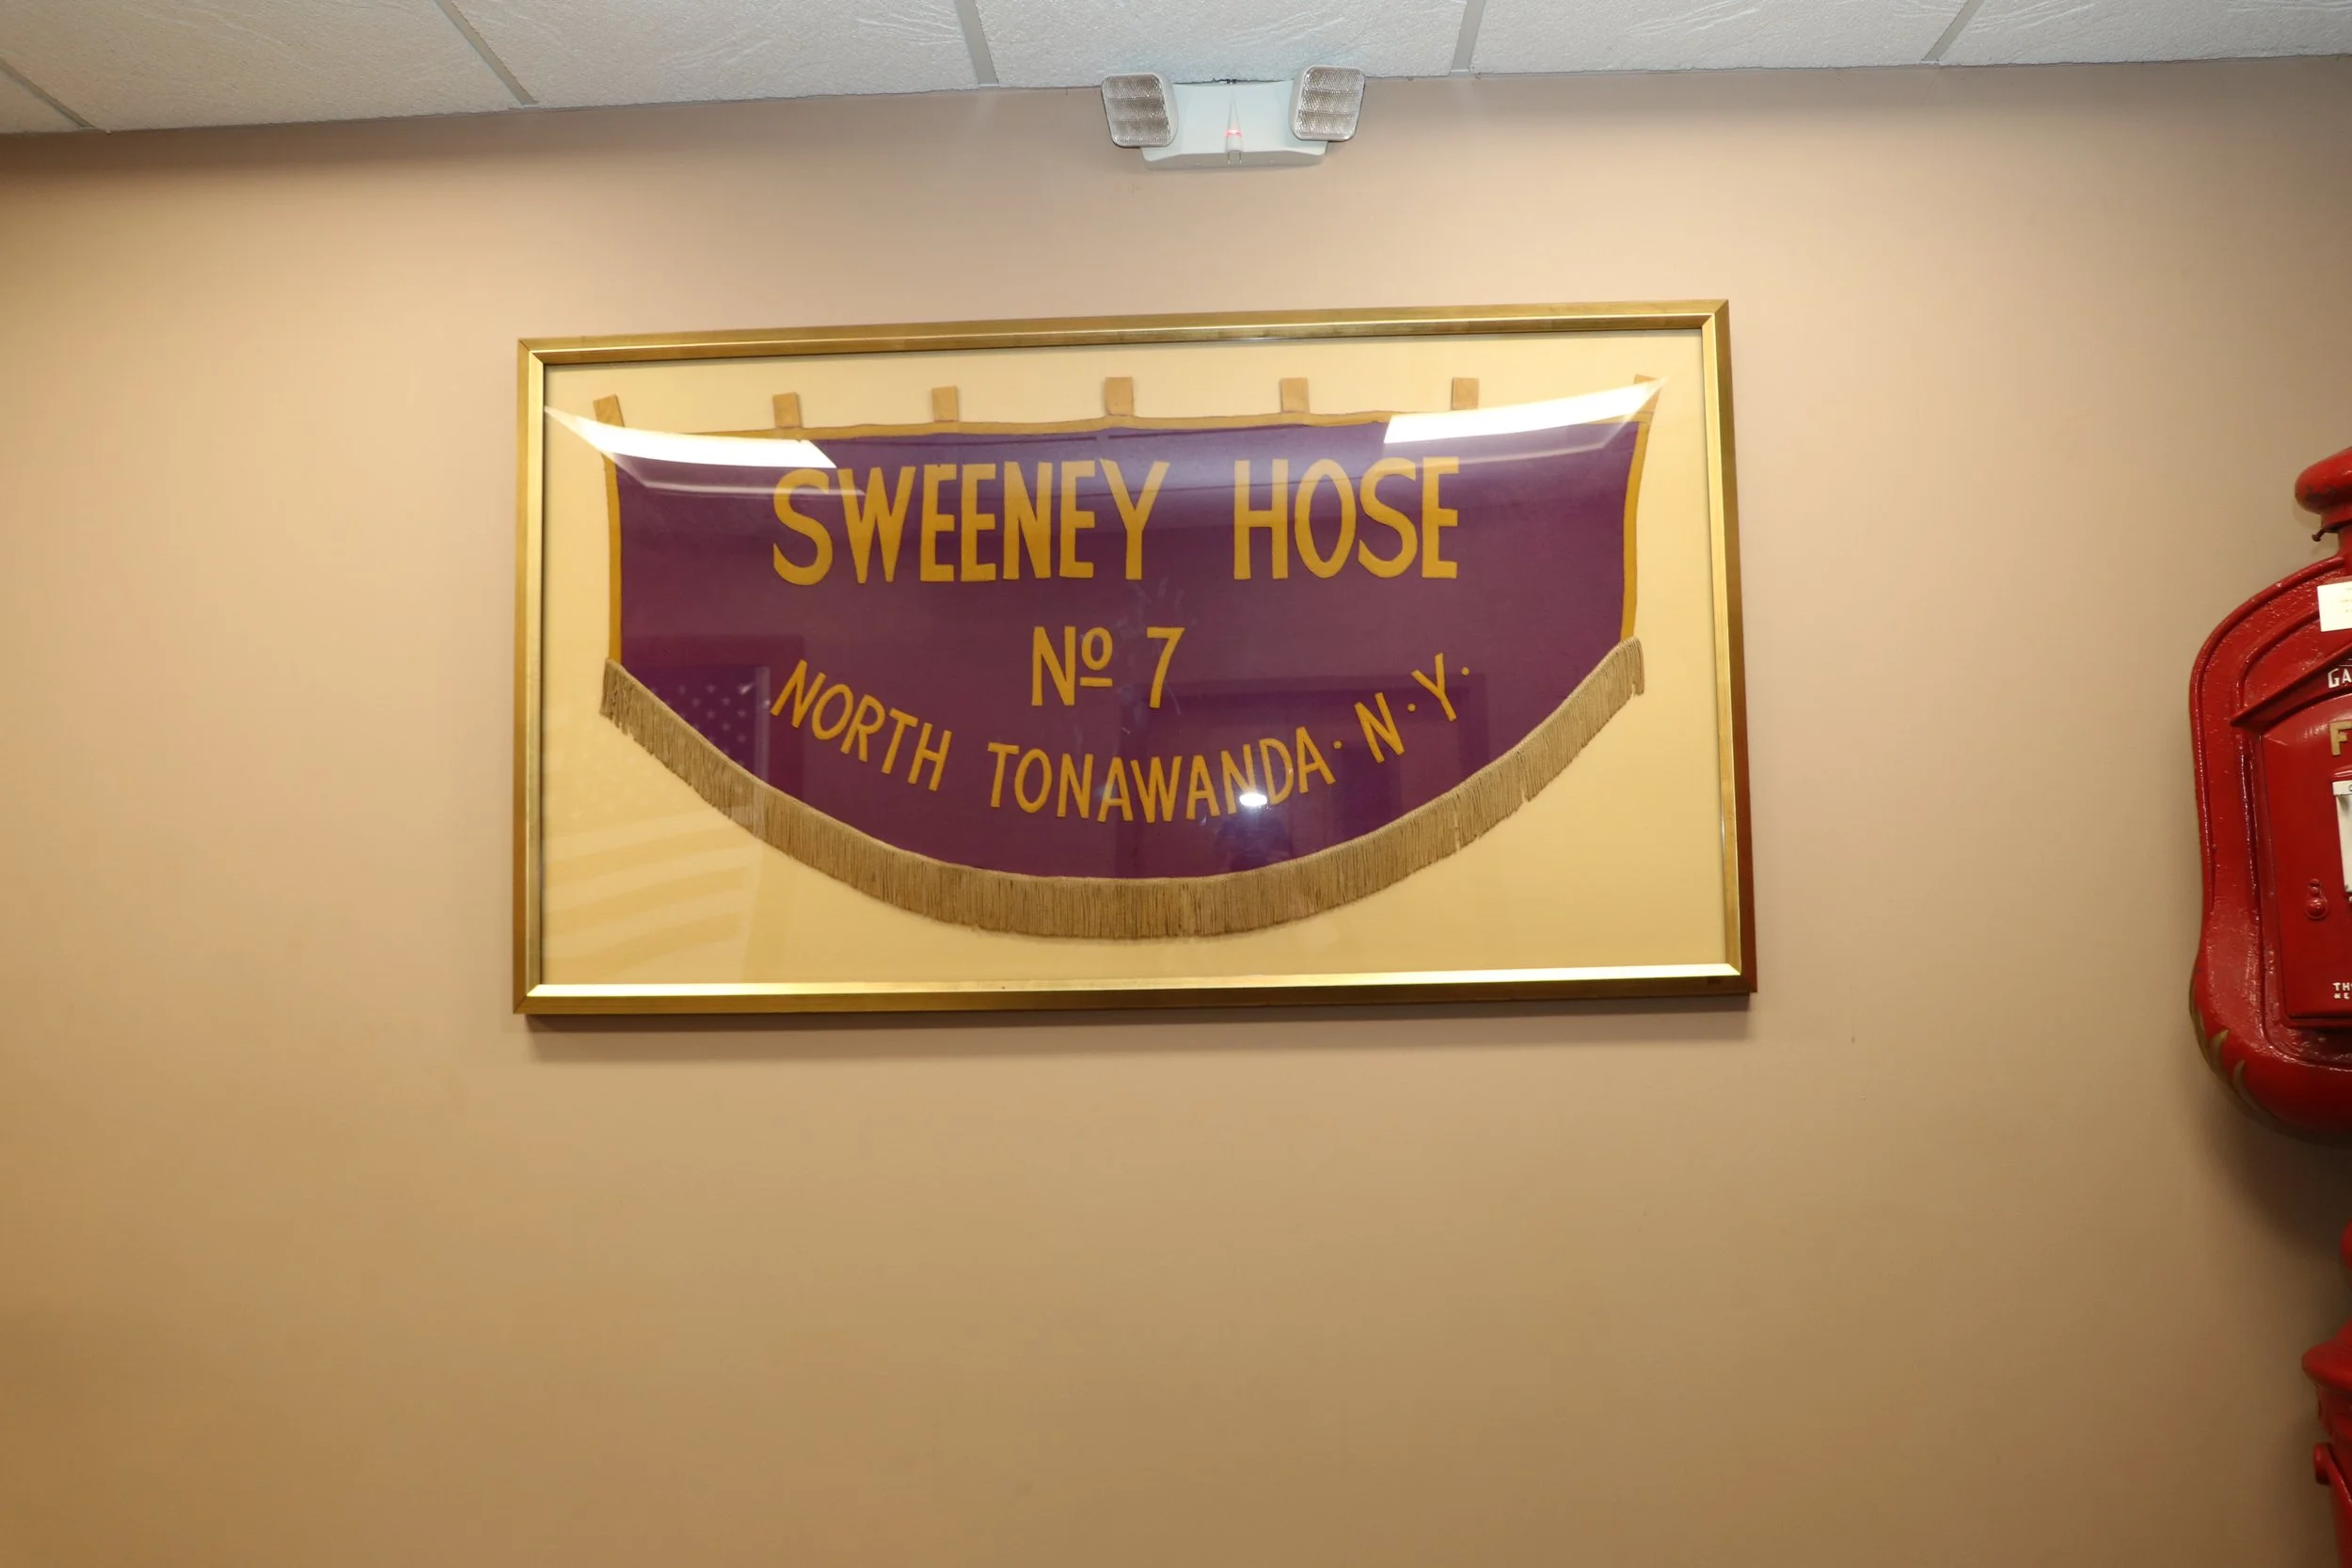 SWEENEY HOSE
Nº 7
NORTH TONAWANDA· N·Y·